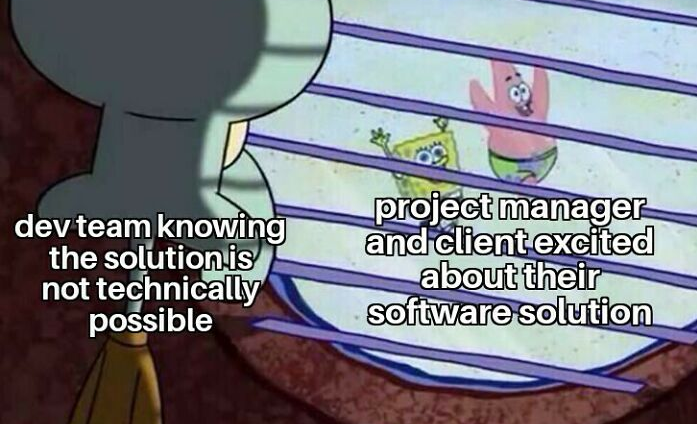 dev team knowing
the solution is
not technically
possible
project manager
and client excited
about their
software solution